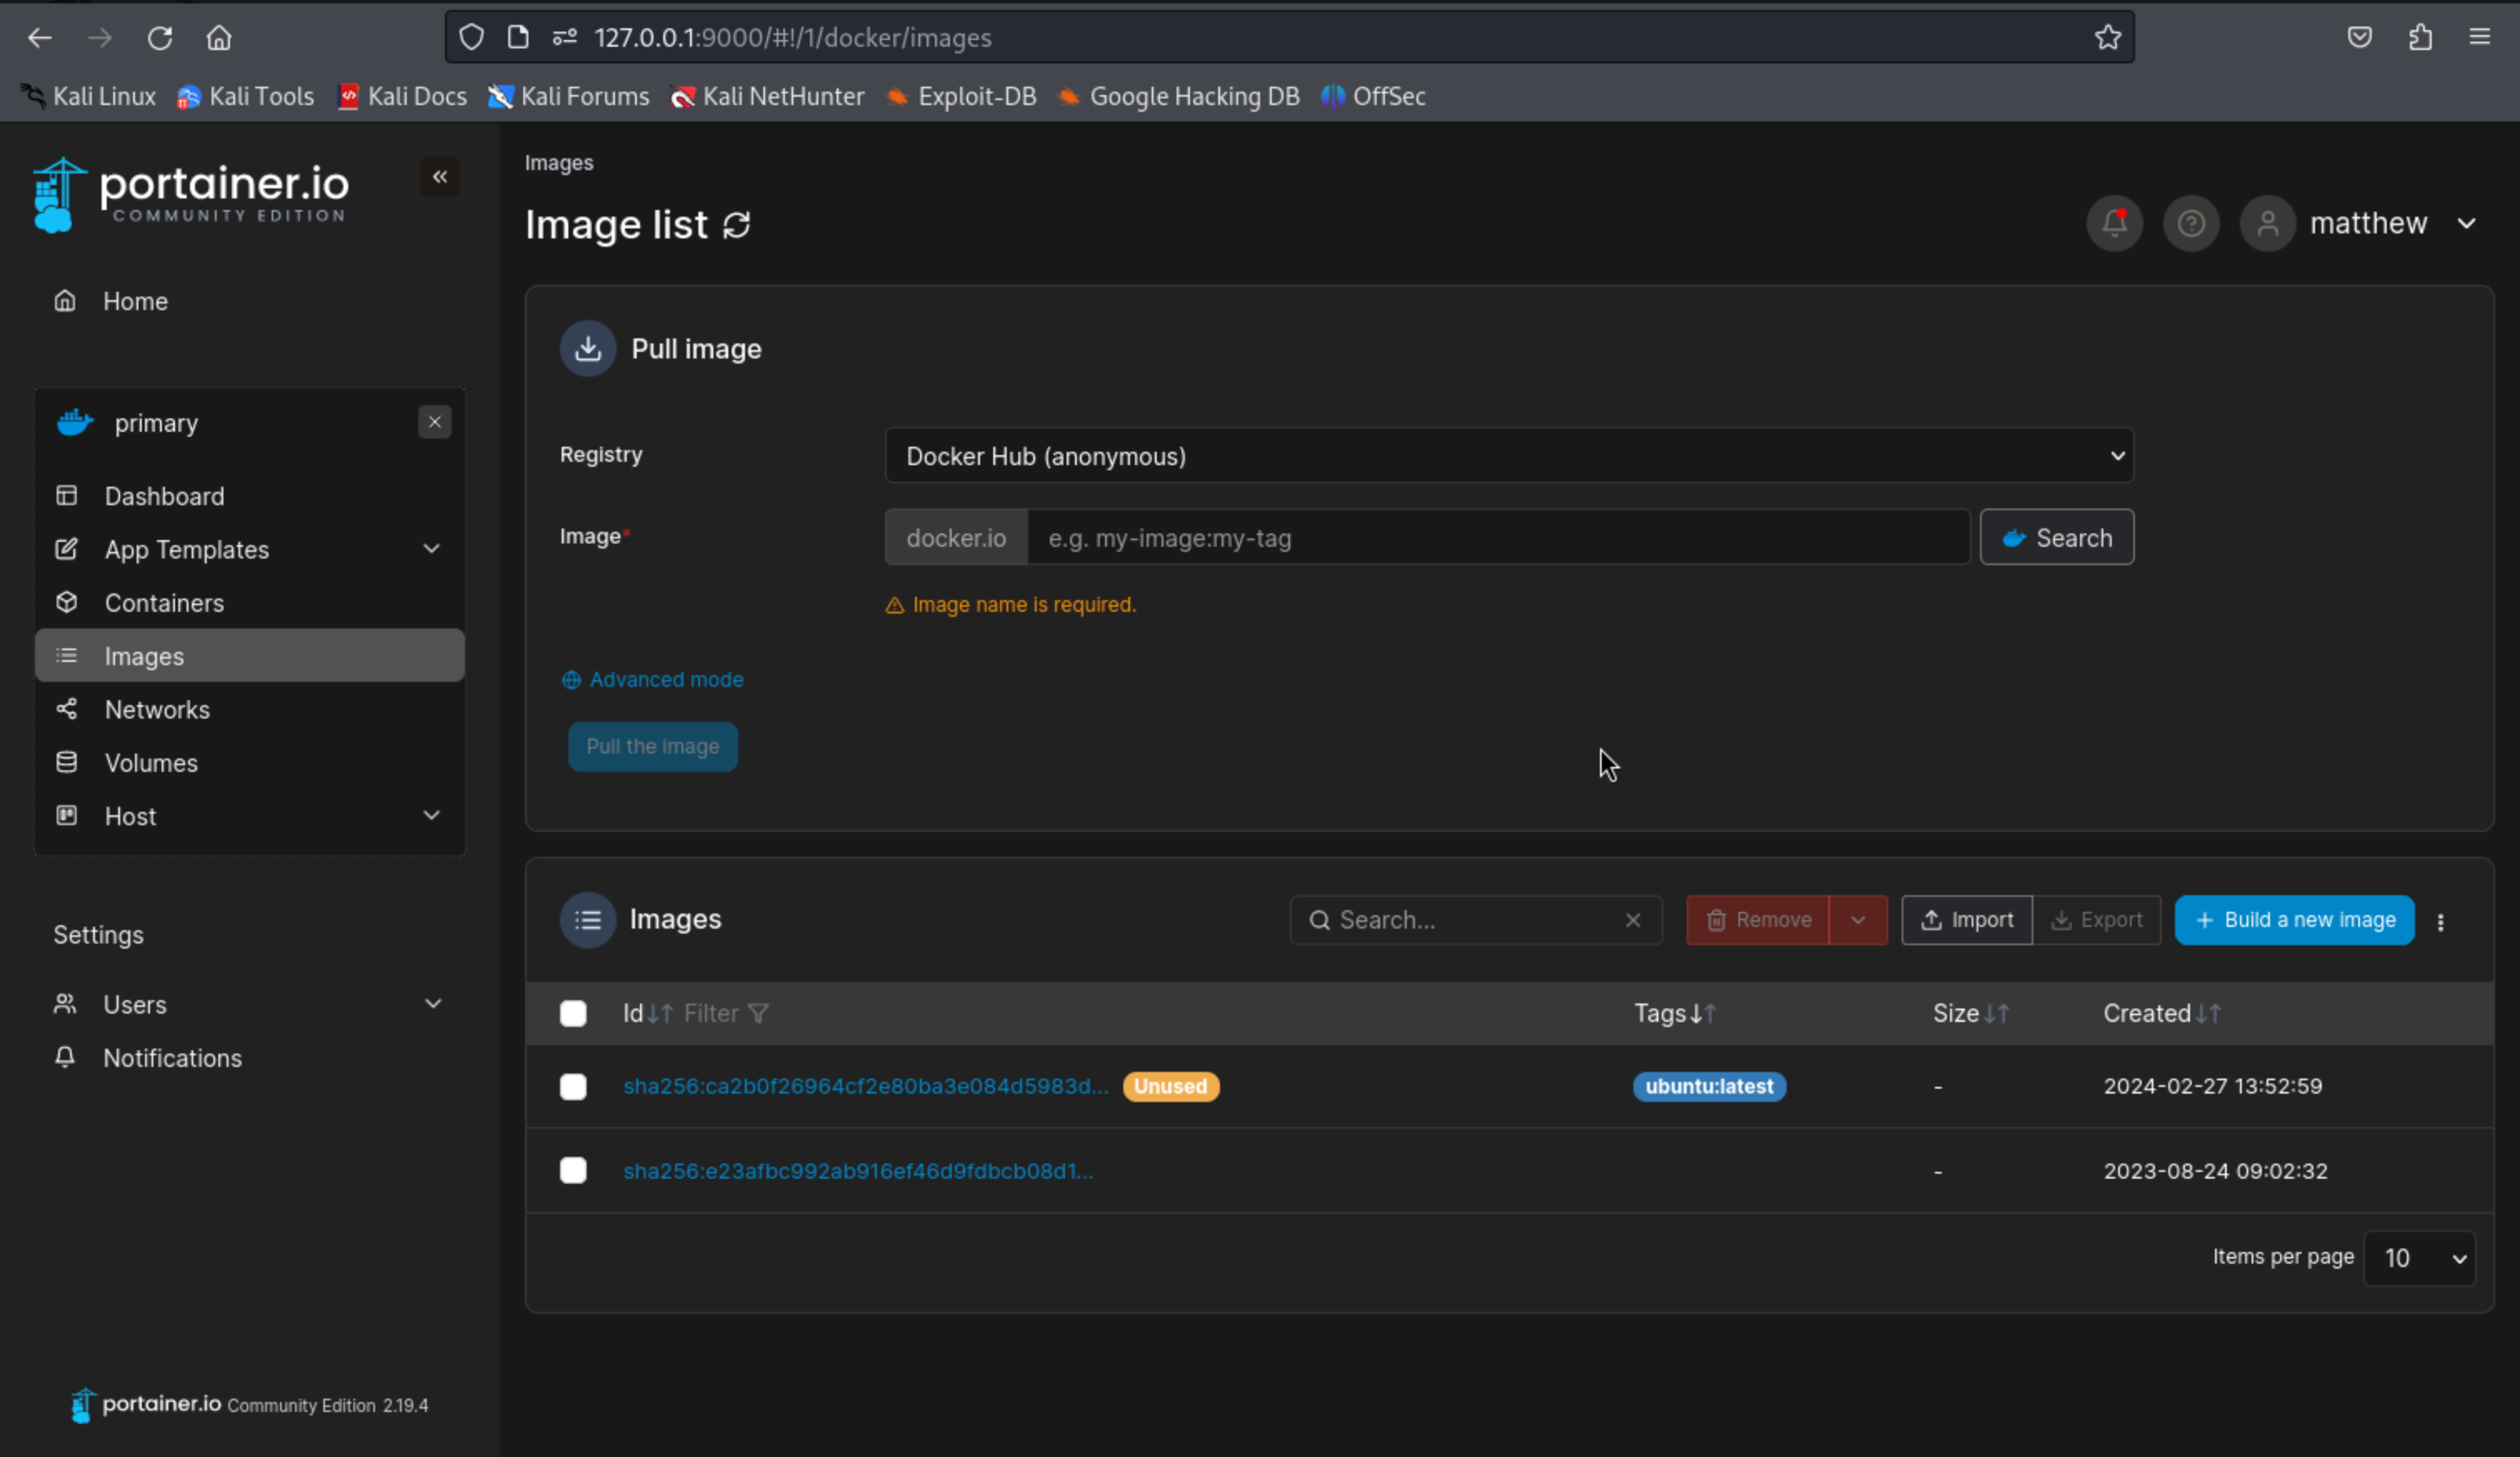 127.0.0.1:9000/#!/1/docker/images
Kali Linux Kali Tools Kali Docs Kali Forums Kali NetHunter Exploit-DB Google Hacking DB OffSec
portainer.io
COMMUNITY EDITION
Home
primary
Dashboard
App Templates
Containers
Images
Networks
Volumes
Host
Settings
Users
Notifications
portainer.io Community Edition 2.19.4
Images
Image list
matthew
Pull image
Registry Docker Hub (anonymous)
Image* docker.io e.g. my-image:my-tag Search
Image name is required.
Advanced mode
Pull the image
Images Search... Remove Import Export + Build a new image
Id Filter Tags Size Created
sha256:ca2b0f26964cf2e80ba3e084d5983d... Unused ubuntu:latest - 2024-02-27 13:52:59
sha256:e23afbc992ab916ef46d9fdbcb08d1... - 2023-08-24 09:02:32
Items per page 10